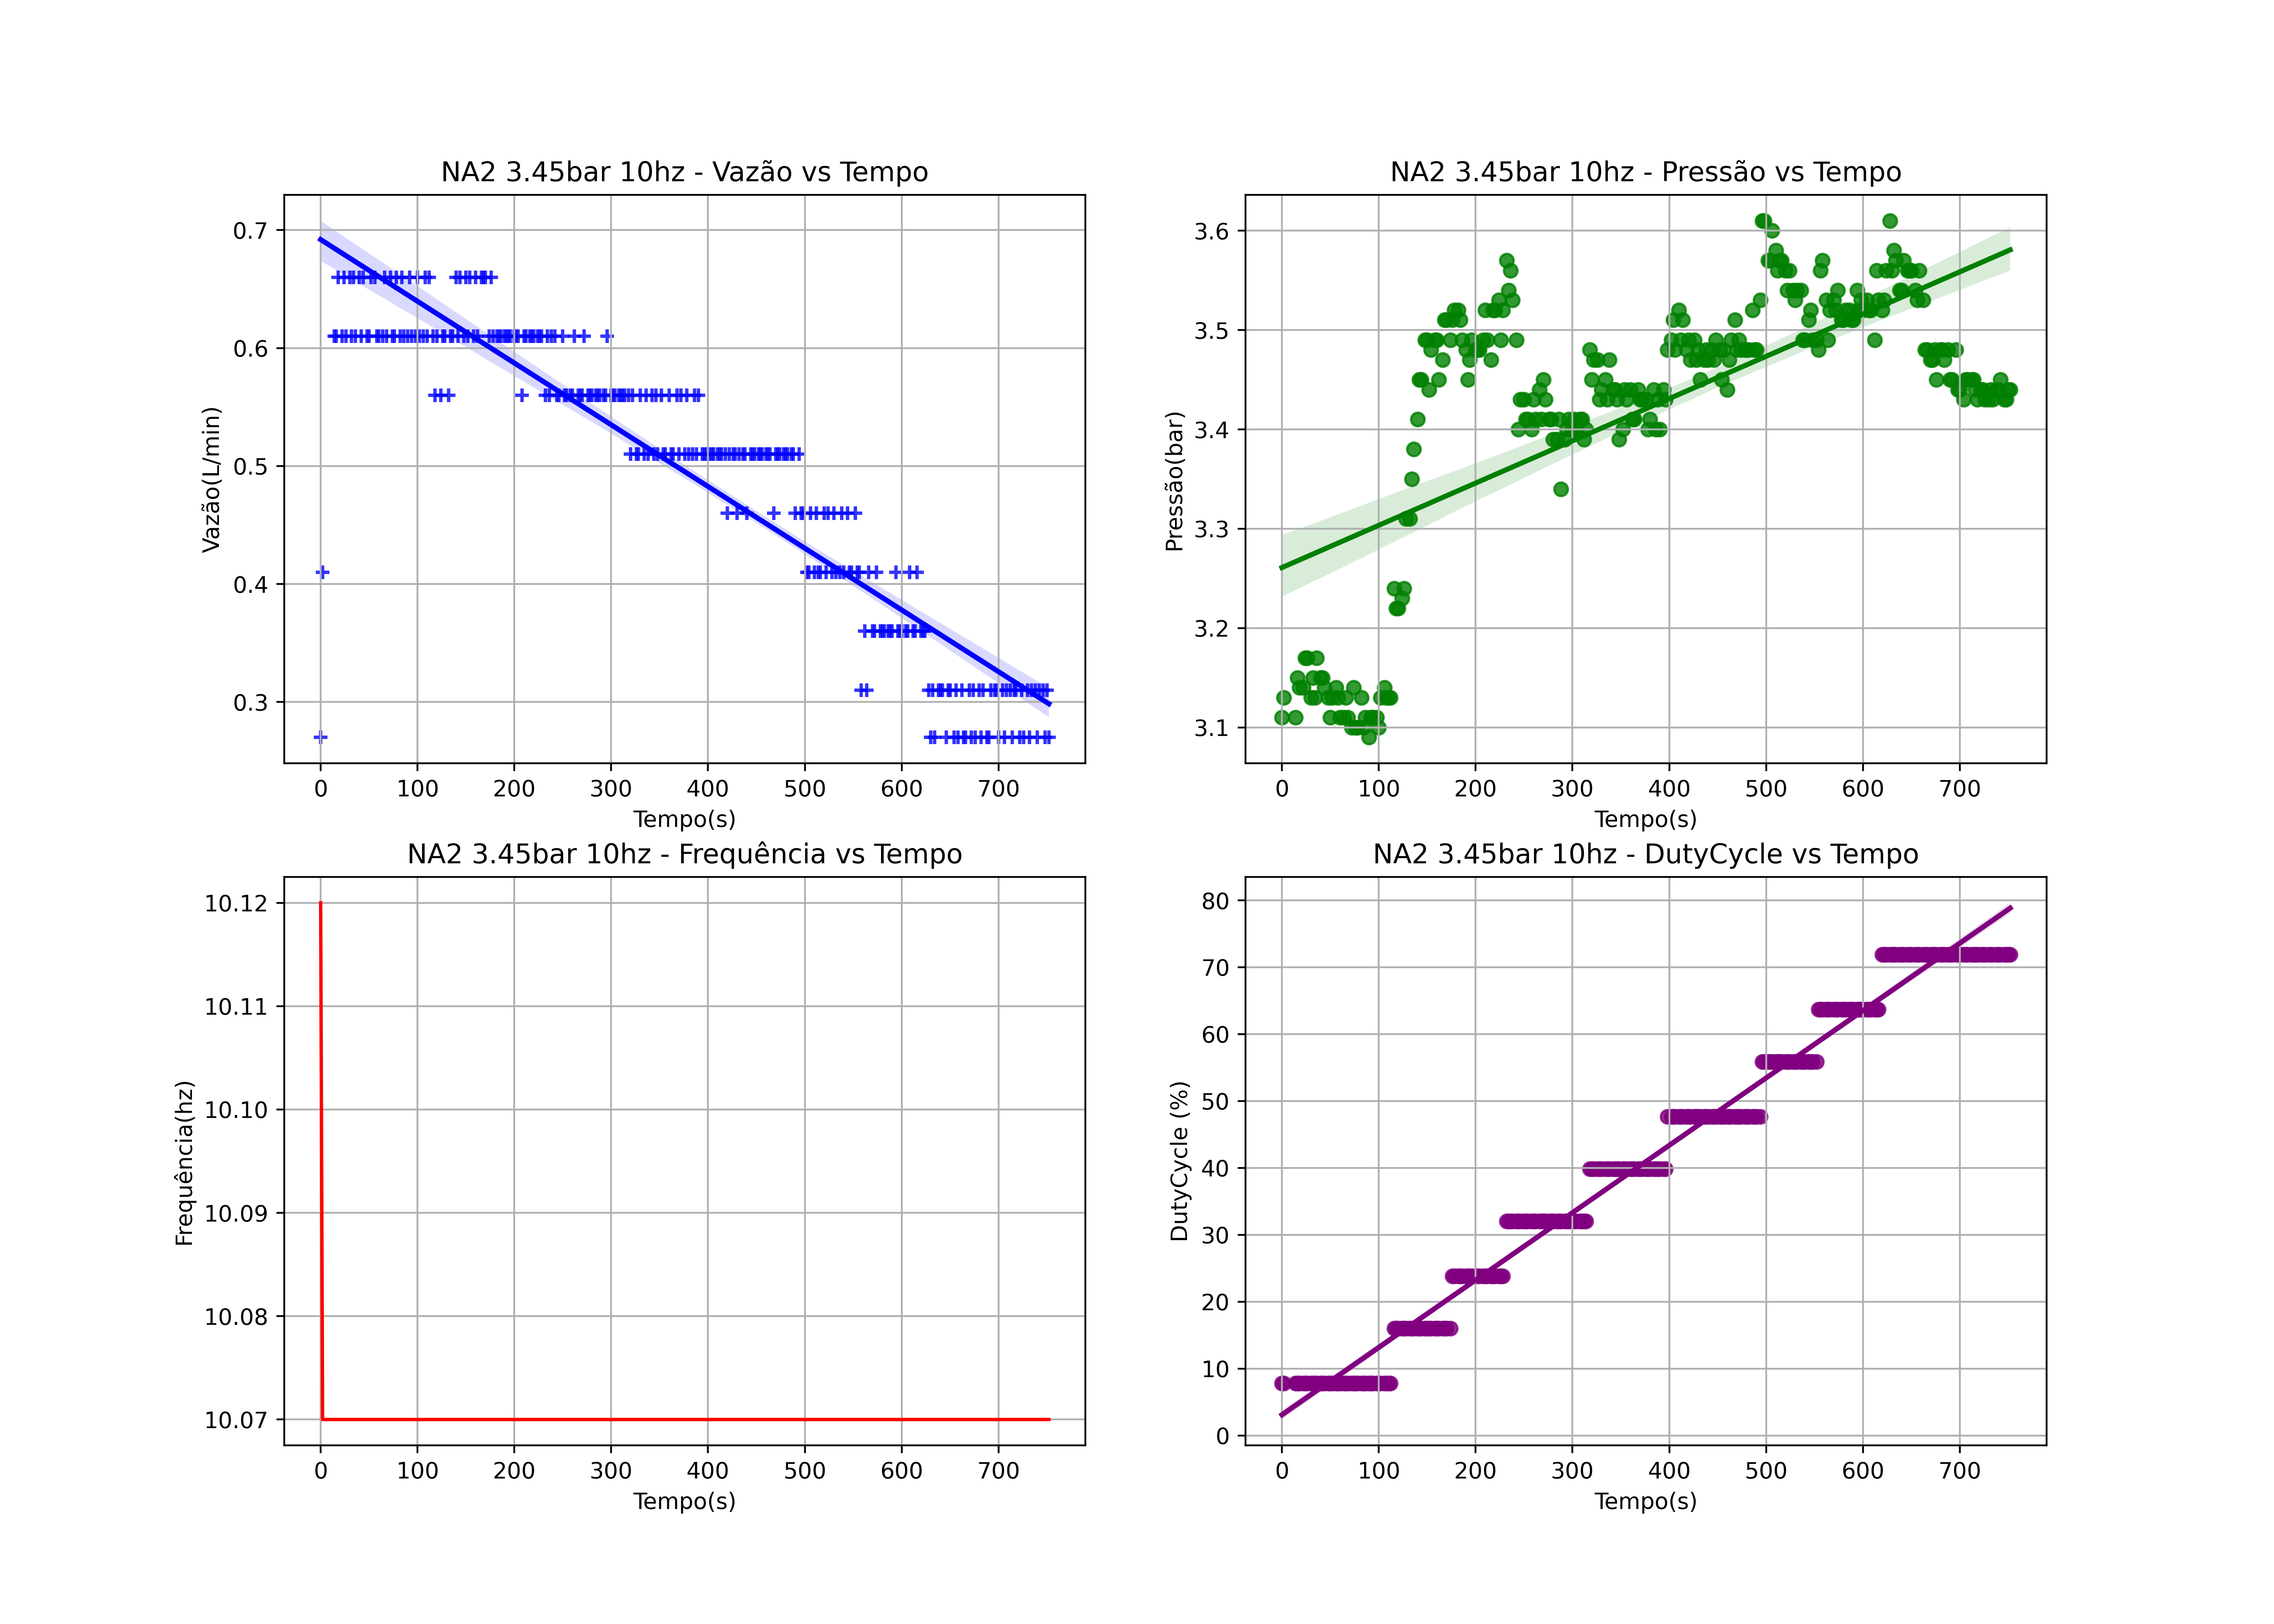 NA2 3.45bar 10hz - Vazão vs Tempo
Vazão(L/min)
0.7
0.6
0.5
0.4
0.3
0 100 200 300 400 500 600 700
Tempo(s)
NA2 3.45bar 10hz - Pressão vs Tempo
Pressão(bar)
3.6
3.5
3.4
3.3
3.2
3.1
0 100 200 300 400 500 600 700
Tempo(s)
NA2 3.45bar 10hz - Frequência vs Tempo
Frequência(hz)
10.12
10.11
10.10
10.09
10.08
10.07
0 100 200 300 400 500 600 700
Tempo(s)
NA2 3.45bar 10hz - DutyCycle vs Tempo
DutyCycle (%)
80
70
60
50
40
30
20
10
0
0 100 200 300 400 500 600 700
Tempo(s)